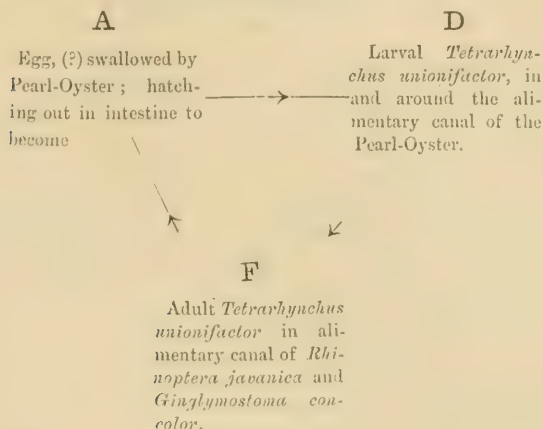 A
Egg, (?) swallowed by
Pearl-Oyster; hatch-
ing out in intestine to
become
D
Larval Tetrarhyn-
chus unionifactor, in
and around the ali-
mentary canal of the
Pearl-Oyster.
F
Adult Tetrarhynchus
unionifactor in ali-
mentary canal of Rhi-
noptera javanica and
Ginglymostoma con-
color.